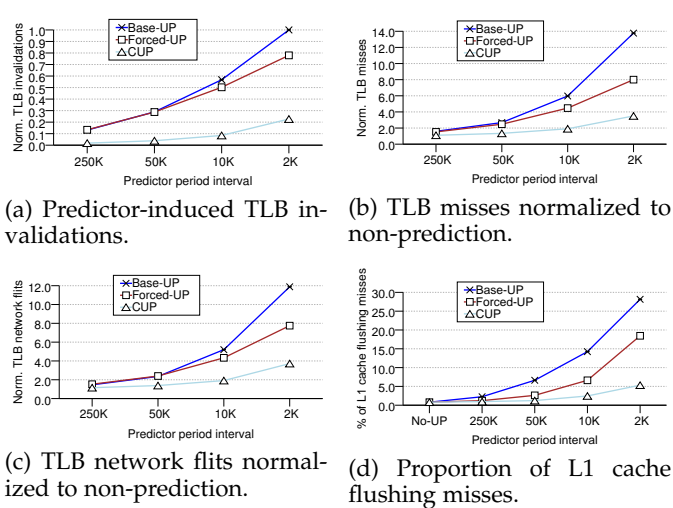 Norm. TLB invalidations
1.0
0.9
0.8
0.7
0.6
0.5
0.4
0.3
0.2
0.1
0.0
Base-UP
Forced-UP
CUP
250K 50K 10K 2K
Predictor period interval
(a) Predictor-induced TLB in-
validations.
Norm. TLB misses
14.0
12.0
10.0
8.0
6.0
4.0
2.0
0.0
Base-UP
Forced-UP
CUP
250K 50K 10K 2K
Predictor period interval
(b) TLB misses normalized to
non-prediction.
Norm. TLB network flits
12.0
10.0
8.0
6.0
4.0
2.0
0.0
Base-UP
Forced-UP
CUP
250K 50K 10K 2K
Predictor period interval
(c) TLB network flits normal-
ized to non-prediction.
% of L1 cache flushing misses
30.0
25.0
20.0
15.0
10.0
5.0
0.0
Base-UP
Forced-UP
CUP
No-UP 250K 50K 10K 2K
Predictor period interval
(d) Proportion of L1 cache
flushing misses.